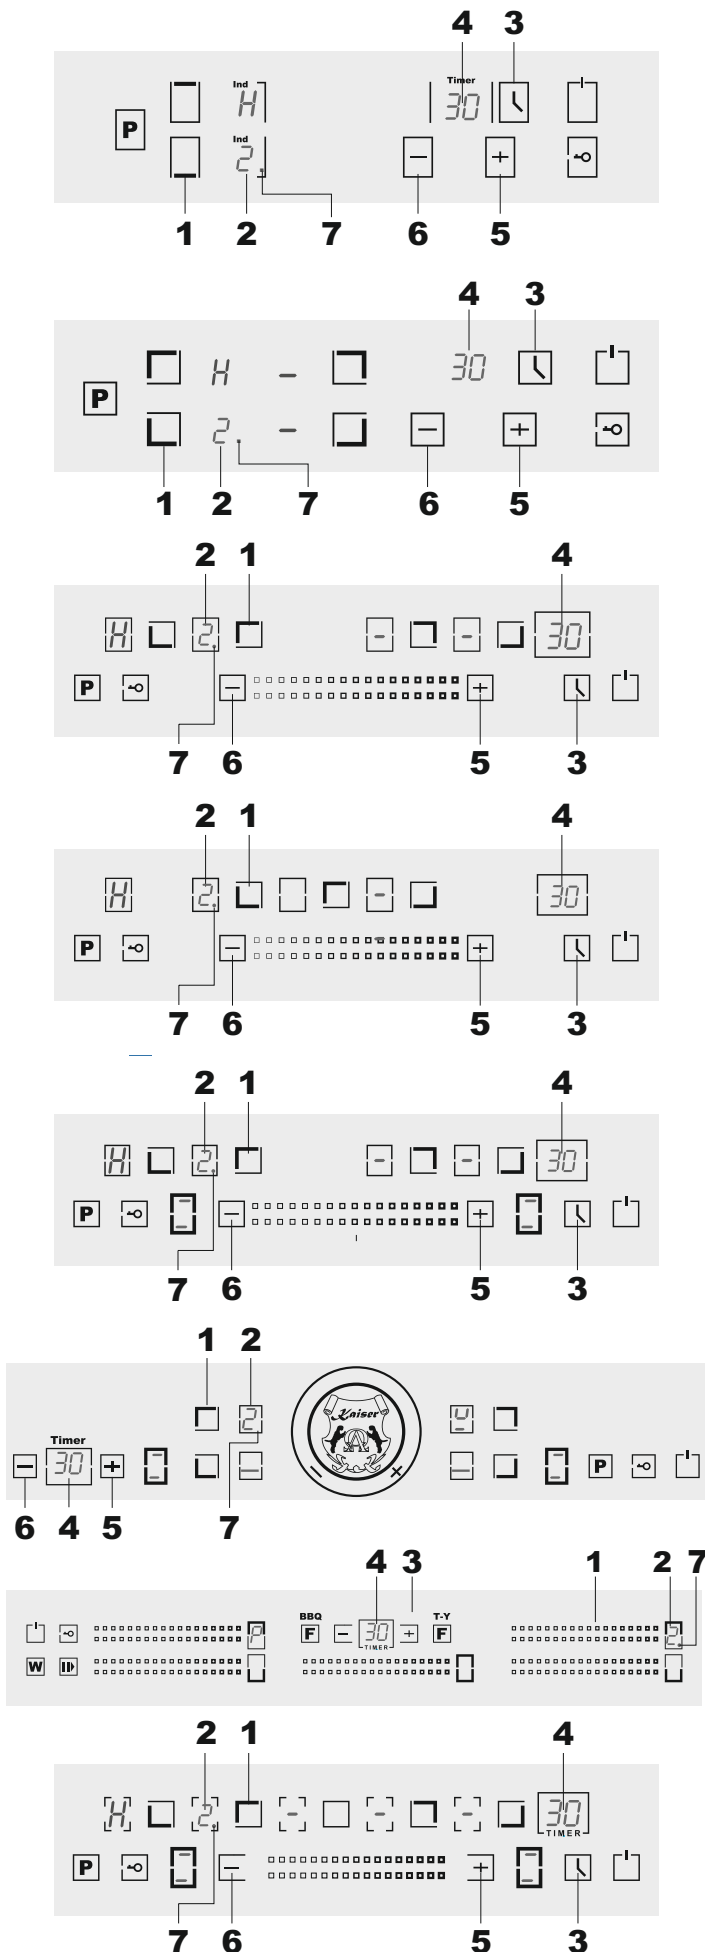 4 3
Ind Timer
H 30
P
Ind
2.
1 2 7 6 5
4 3
H - 30
P
2. -
1 2 7 6 5
2 1 4
H 2. - - 30
P
7 6 5 3
2 1 4
H 2. - 30
P
7 6 5 3
2 1 4
H 2. - - 30
P
7 6 5 3
1 2
2.
Kaiser
Timer
30
P
6 4 5 7
4 3 1 2 7
BBQ T-Y
P F 30 F 2.
TIMER
W
2 1 4
H 2. - - - 30
TIMER
P
7 6 5 3